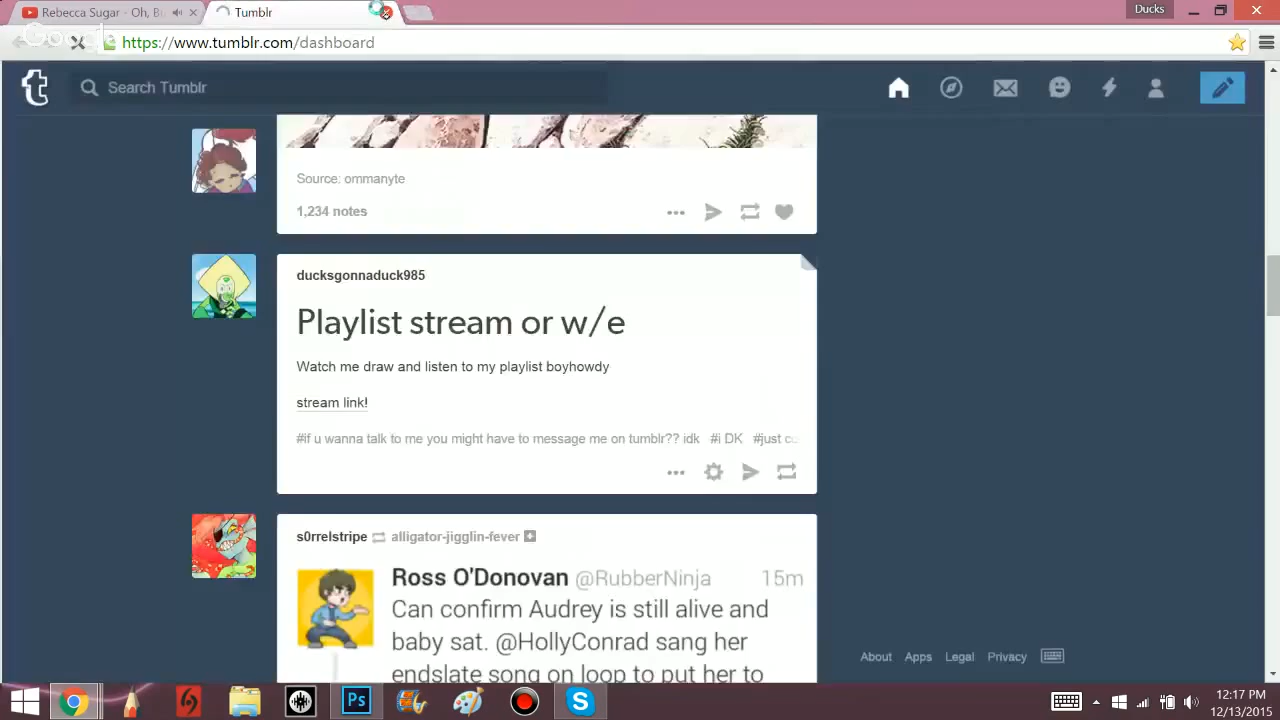 Rebecca Sugar - Oh, B
Tumblr
Ducks
Google
https://www.tumblr.com/dashboard
Search Tumblr
Source: ommanyte
1,234 notes
ducksgonnaduck985
Playlist stream or w/e
Watch me draw and listen to my playlist boyhowdy
stream link!
#if u wanna talk to me you might have to message me on tumblr?? idk #i DK #just cu
s0rrelstripe alligator-jigglin-fever
Ross O'Donovan @RubberNinja 15m
Can confirm Audrey is still alive and
baby sat. @HollyConrad sang her
endslate song on loop to put her to
About Apps Legal Privacy
Ps
12:17 PM
12/13/2015